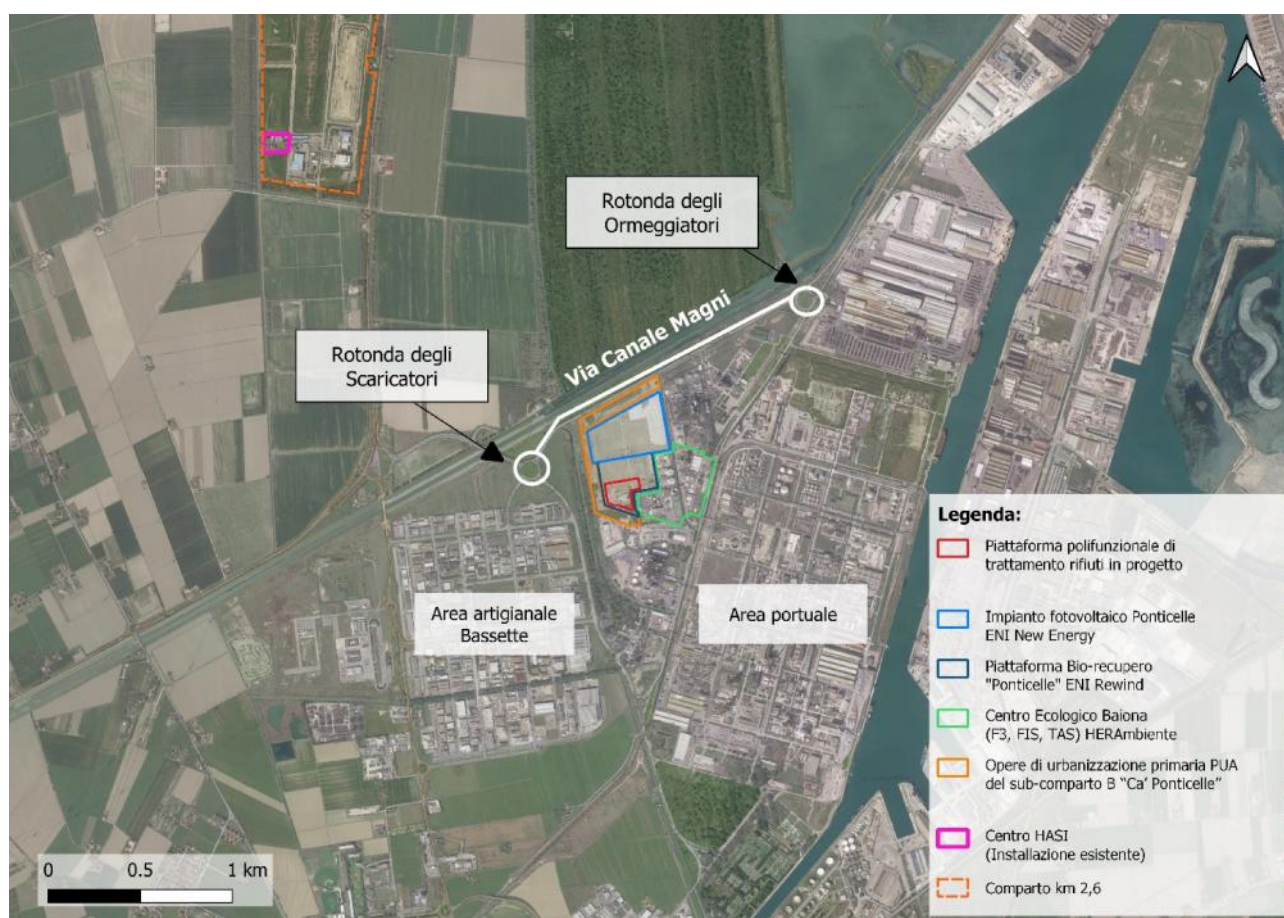 Rotonda degli
Ormeggiatori
Via Canale Magni
Rotonda degli
Scaricatori
Area artigianale
Bassette
Area portuale
Legenda:
Piattaforma polifunzionale di
trattamento rifiuti in progetto
Impianto fotovoltaico Ponticelle
ENI New Energy
Piattaforma Bio-recupero
"Ponticelle" ENI Rewind
Centro Ecologico Baiona
(F3, FIS, TAS) HERAmbiente
Opere di urbanizzazione primaria PUA
del sub-comparto B “Ca’ Ponticelle”
Centro HASI
(Installazione esistente)
Comparto km 2,6
0 0.5 1 km